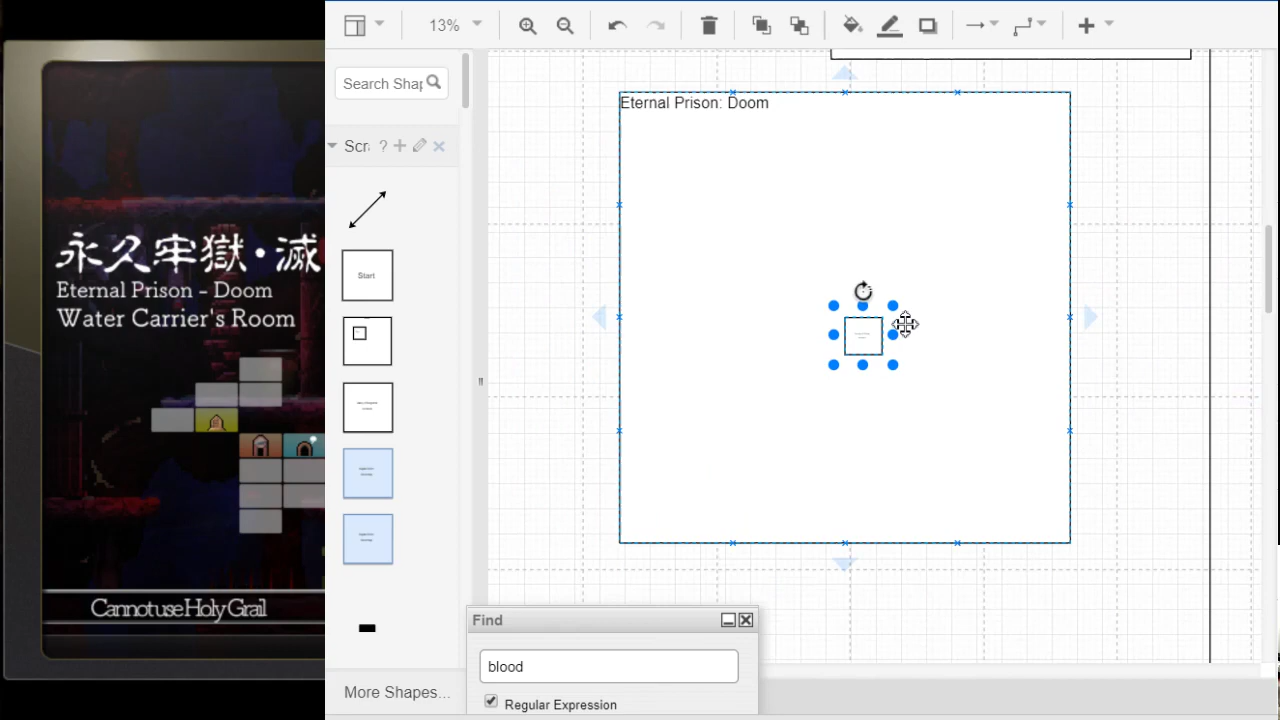 13%
Search Shap
Scr
?
Start
More Shapes...
Eternal Prison: Doom
永久牢獄・滅
Eternal Prison - Doom
Water Carrier's Room
Cannot use Holy Grail
Find
blood
Regular Expression